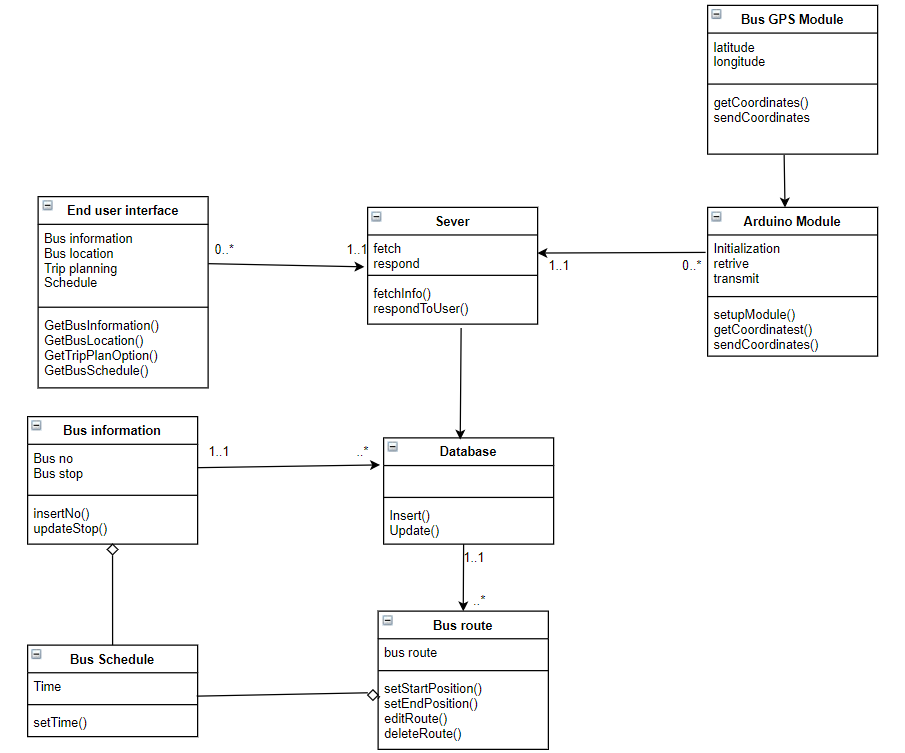 Bus GPS Module
latitude
longitude
getCoordinates()
sendCoordinates
End user interface
Bus information
Bus location
Trip planning
Schedule
GetBusInformation()
GetBusLocation()
GetTripPlanOption()
GetBusSchedule()
0..*
1..1
Sever
fetch
respond
fetchInfo()
respondToUser()
1..1
0..*
Arduino Module
Initialization
retrive
transmit
setupModule()
getCoordinatest()
sendCoordinates()
Bus information
Bus no
Bus stop
insertNo()
updateStop()
1..1
..*
Database
Insert()
Update()
1..1
..*
Bus Schedule
Time
setTime()
Bus route
bus route
setStartPosition()
setEndPosition()
editRoute()
deleteRoute()